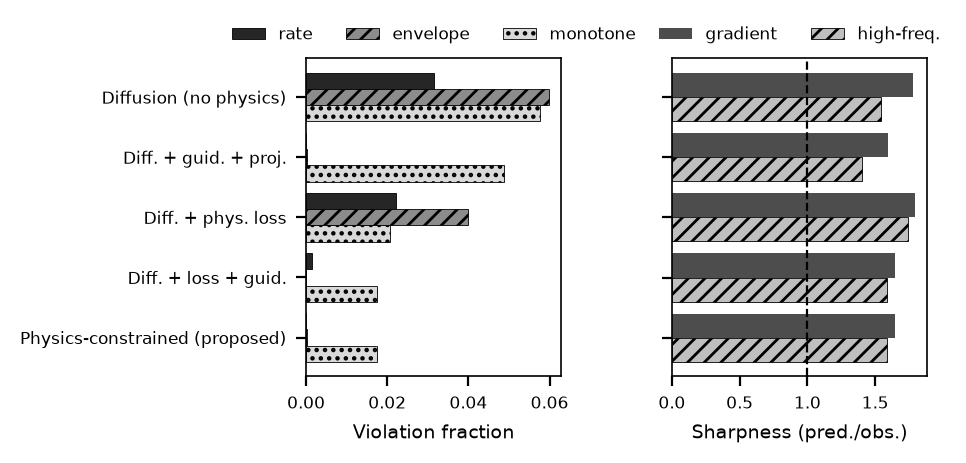 rate envelope monotone gradient high-freq.
Diffusion (no physics)
Diff. + guid. + proj.
Diff. + phys. loss
Diff. + loss + guid.
Physics-constrained (proposed)
0.00 0.02 0.04 0.06 0.0 0.5 1.0 1.5
Violation fraction Sharpness (pred./obs.)